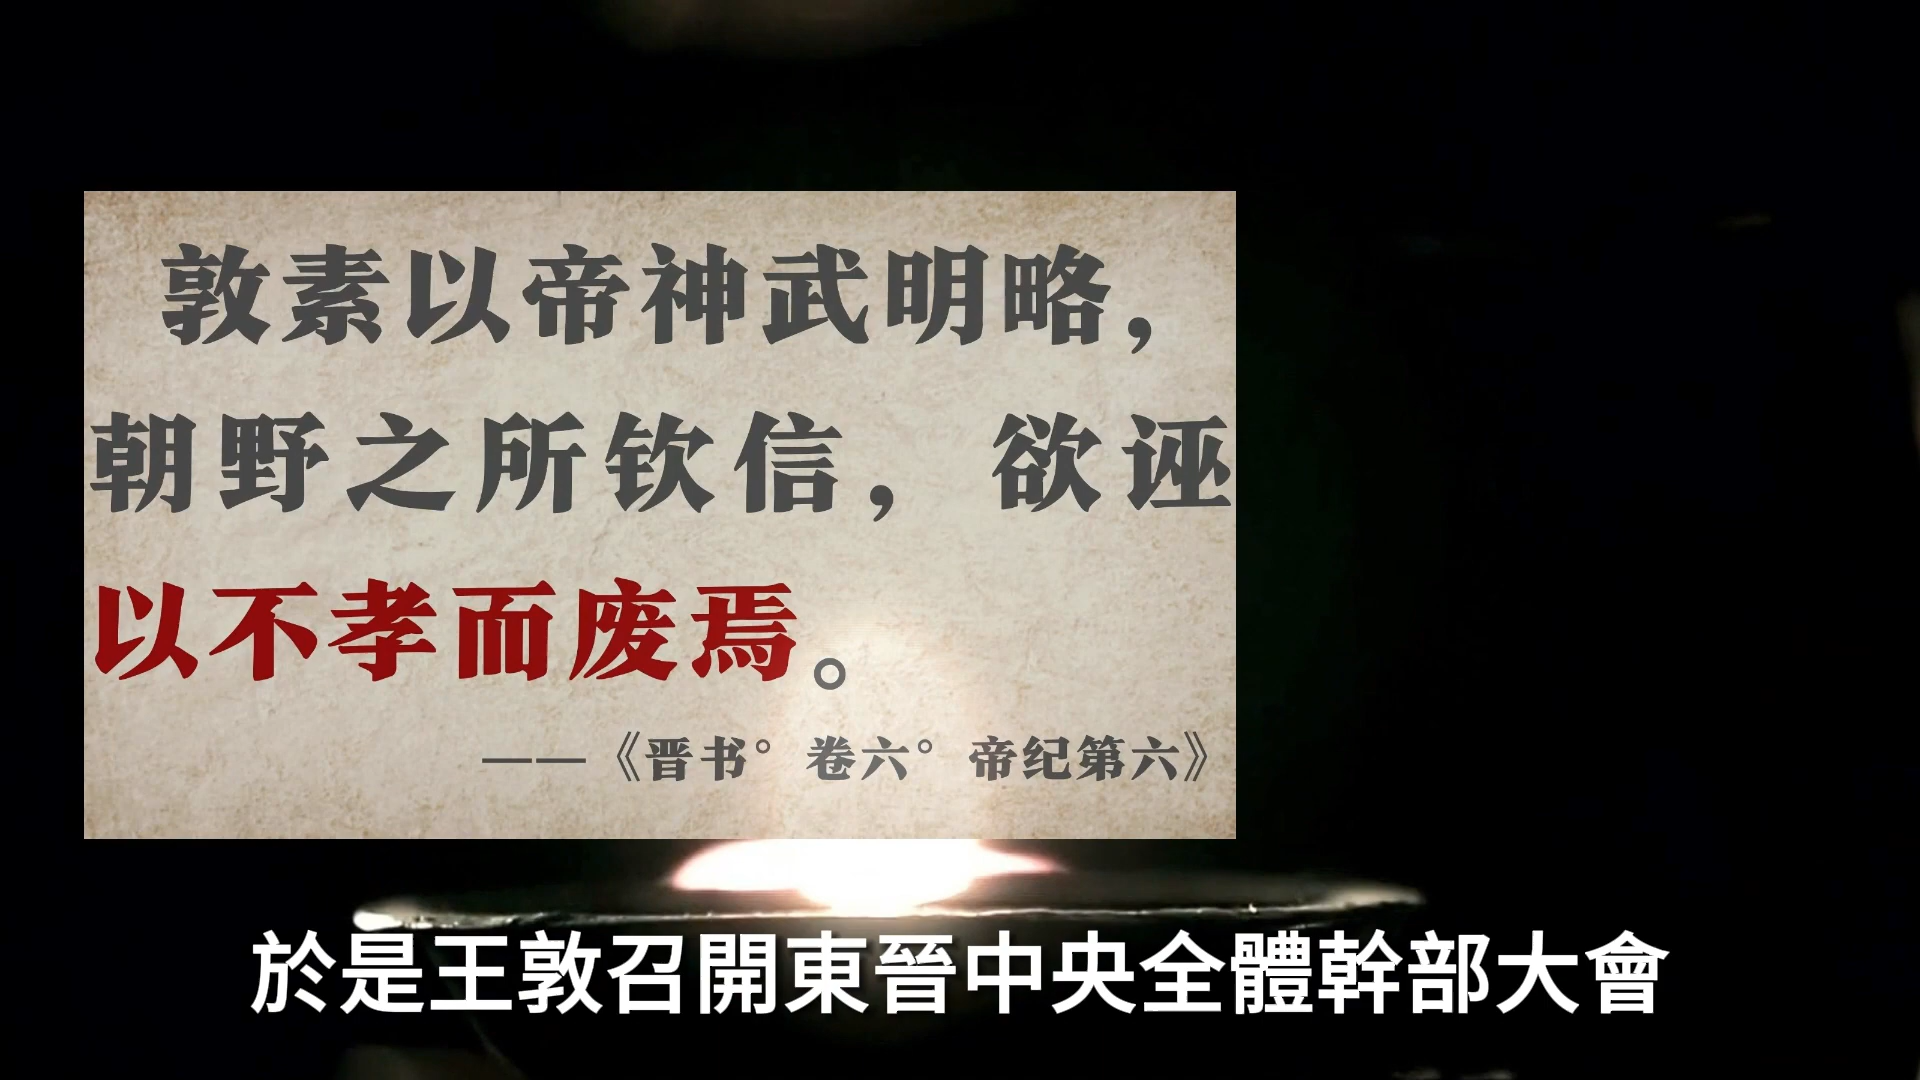 敦素以帝神武明略，
朝野之所钦信，欲诬
以不孝而废焉。
——《晋书°卷六°帝纪第六》
於是王敦召開東晉中央全體幹部大會